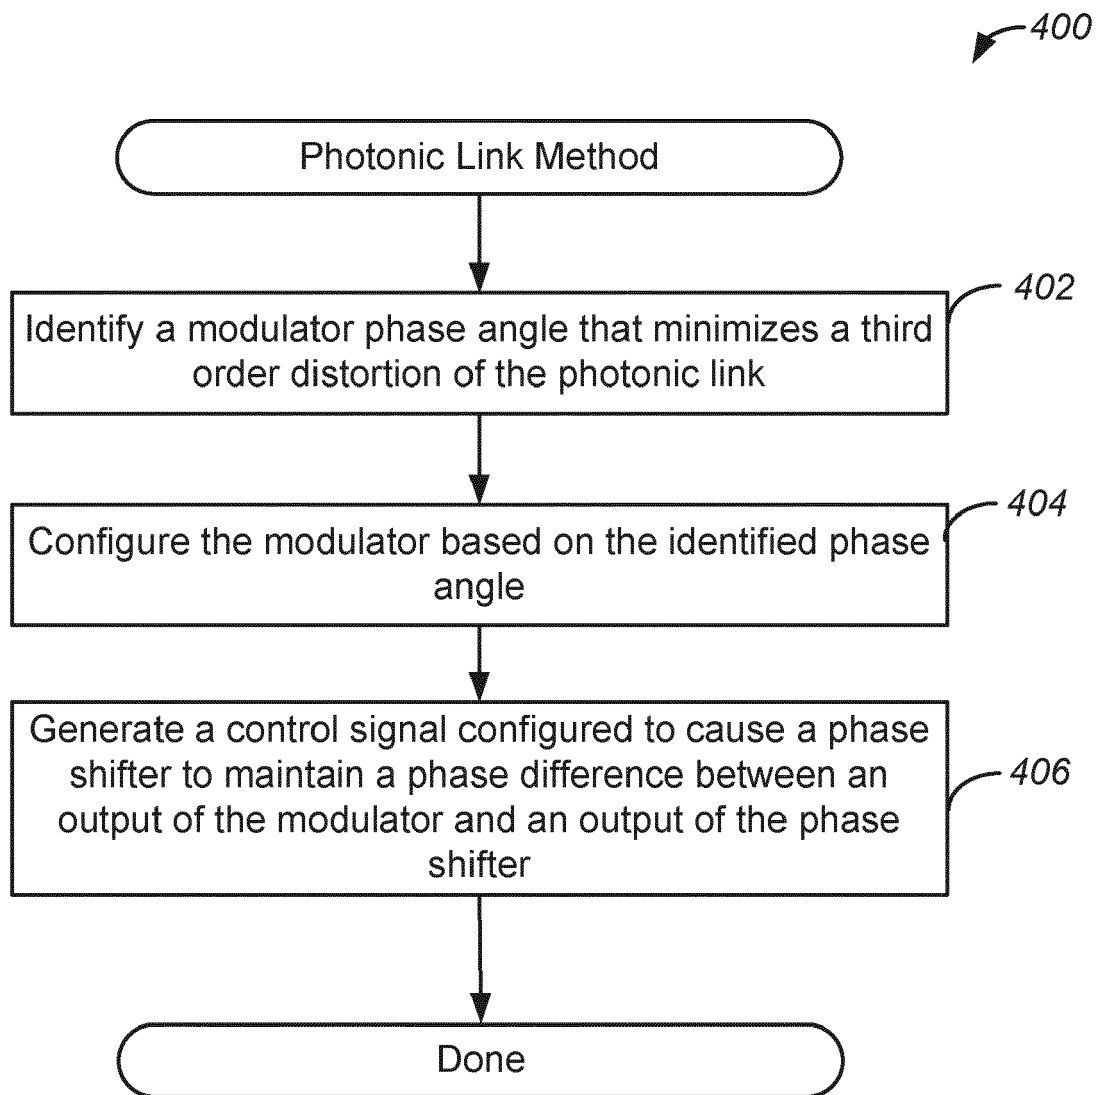 400
Photonic Link Method
402
Identify a modulator phase angle that minimizes a third
order distortion of the photonic link
404
Configure the modulator based on the identified phase
angle
Generate a control signal configured to cause a phase
shifter to maintain a phase difference between an
406
output of the modulator and an output of the phase
shifter
Done